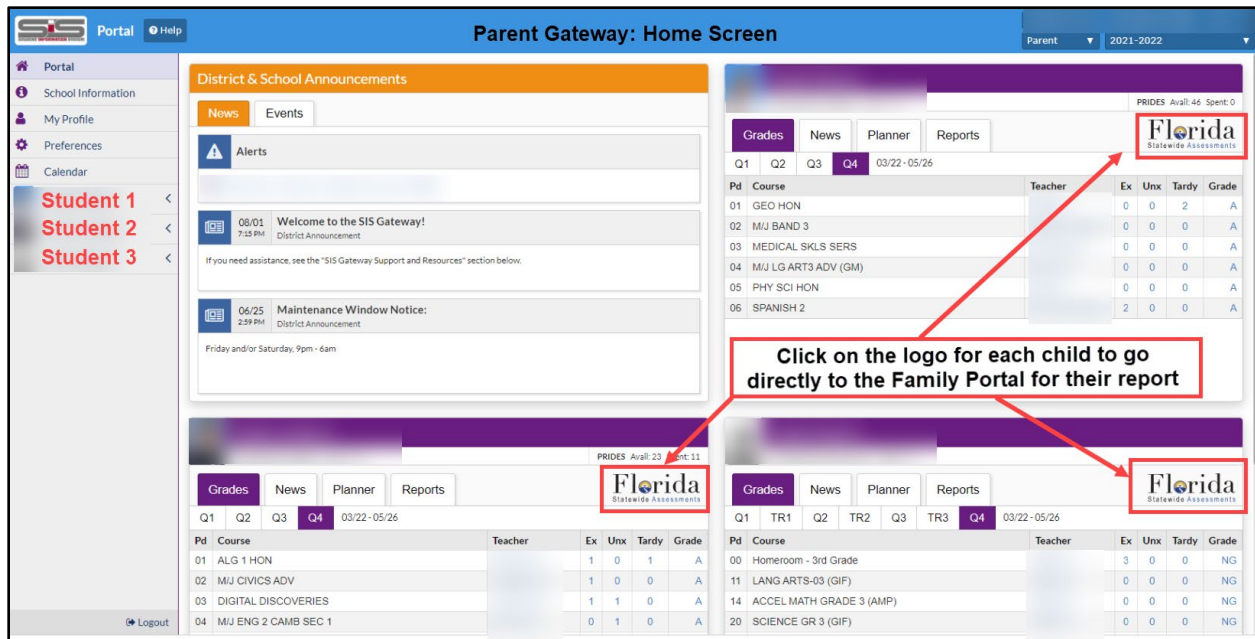 SIS
Portal
Help
Parent Gateway: Home Screen
Parent
2021-2022
Portal
School Information
My Profile
Preferences
Calendar
Student 1
Student 2
Student 3
Logout
District & School Announcements
News Events
Alerts
08/01 Welcome to the SIS Gateway!
7:15 PM District Announcement
If you need assistance, see the "SIS Gateway Support and Resources" section below.
06/25 Maintenance Window Notice:
2:59 PM District Announcement
Friday and/or Saturday, 9pm - 6am
PRIDES Avail: 46 Spent: 0
Grades News Planner Reports
Florida
Statewide Assessments
Q1 Q2 Q3 Q4 03/22 - 05/26
Pd Course Teacher Ex Unx Tardy Grade
01 GEO HON 0 0 2 A
02 M/J BAND 3 0 0 0 A
03 MEDICAL SKLS SERS 0 0 0 A
04 M/J LG ART3 ADV (GM) 0 0 0 A
05 PHY SCI HON 0 0 0 A
06 SPANISH 2 2 0 0 A
Click on the logo for each child to go
directly to the Family Portal for their report
PRIDES Avail: 23 Spent: 11
Grades News Planner Reports
Florida
Statewide Assessments
Q1 Q2 Q3 Q4 03/22 - 05/26
Pd Course Teacher Ex Unx Tardy Grade
01 ALG 1 HON 1 0 1 A
02 M/J CIVICS ADV 1 0 0 A
03 DIGITAL DISCOVERIES 1 1 0 A
04 M/J ENG 2 CAMB SEC 1 0 1 0 A
Grades News Planner Reports
Florida
Statewide Assessments
Q1 TR1 Q2 TR2 Q3 TR3 Q4 03/22 - 05/26
Pd Course Teacher Ex Unx Tardy Grade
00 Homeroom - 3rd Grade 3 0 0 NG
11 LANG ARTS-03 (GIF) 0 0 0 NG
14 ACCEL MATH GRADE 3 (AMP) 0 0 0 NG
20 SCIENCE GR 3 (GIF) 0 0 0 NG